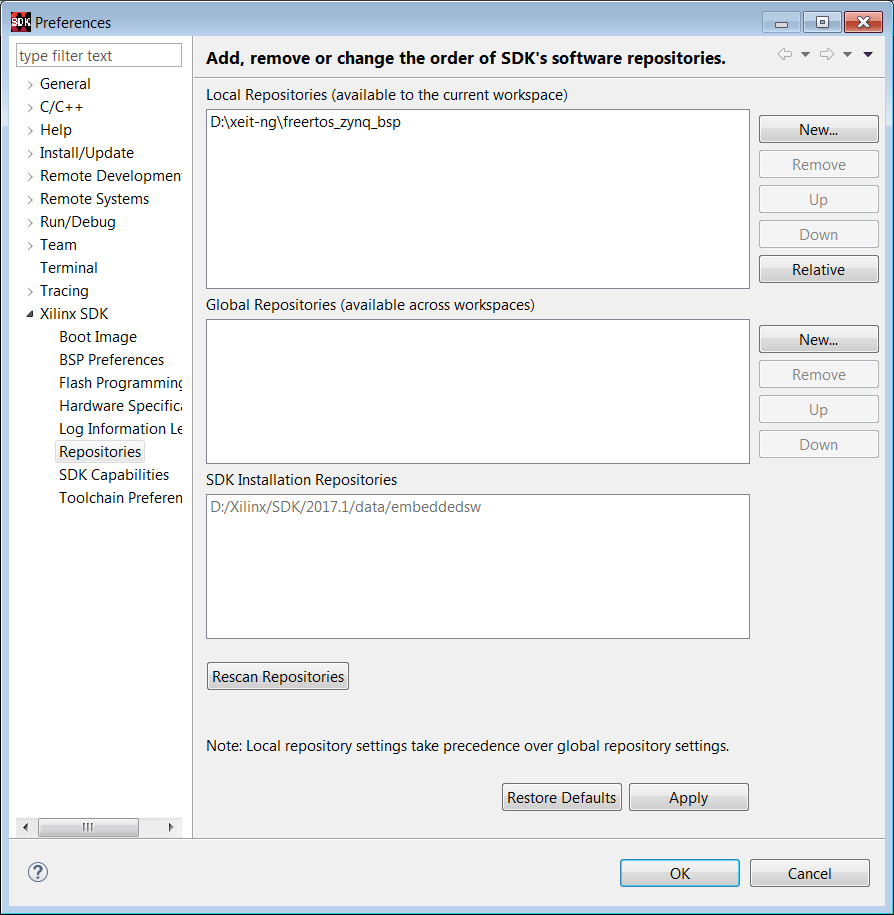 SDK Preferences
type filter text
General
C/C++
Help
Install/Update
Remote Developmen
Remote Systems
Run/Debug
Team
Terminal
Tracing
Xilinx SDK
Boot Image
BSP Preferences
Flash Programming
Hardware Specifica
Log Information Le
Repositories
SDK Capabilities
Toolchain Preferen
Add, remove or change the order of SDK's software repositories.
Local Repositories (available to the current workspace)
D:\xeit-ng\freertos_zynq_bsp
New...
Remove
Up
Down
Relative
Global Repositories (available across workspaces)
New...
Remove
Up
Down
SDK Installation Repositories
D:/Xilinx/SDK/2017.1/data/embeddedsw
Rescan Repositories
Note: Local repository settings take precedence over global repository settings.
Restore Defaults
Apply
?
OK
Cancel